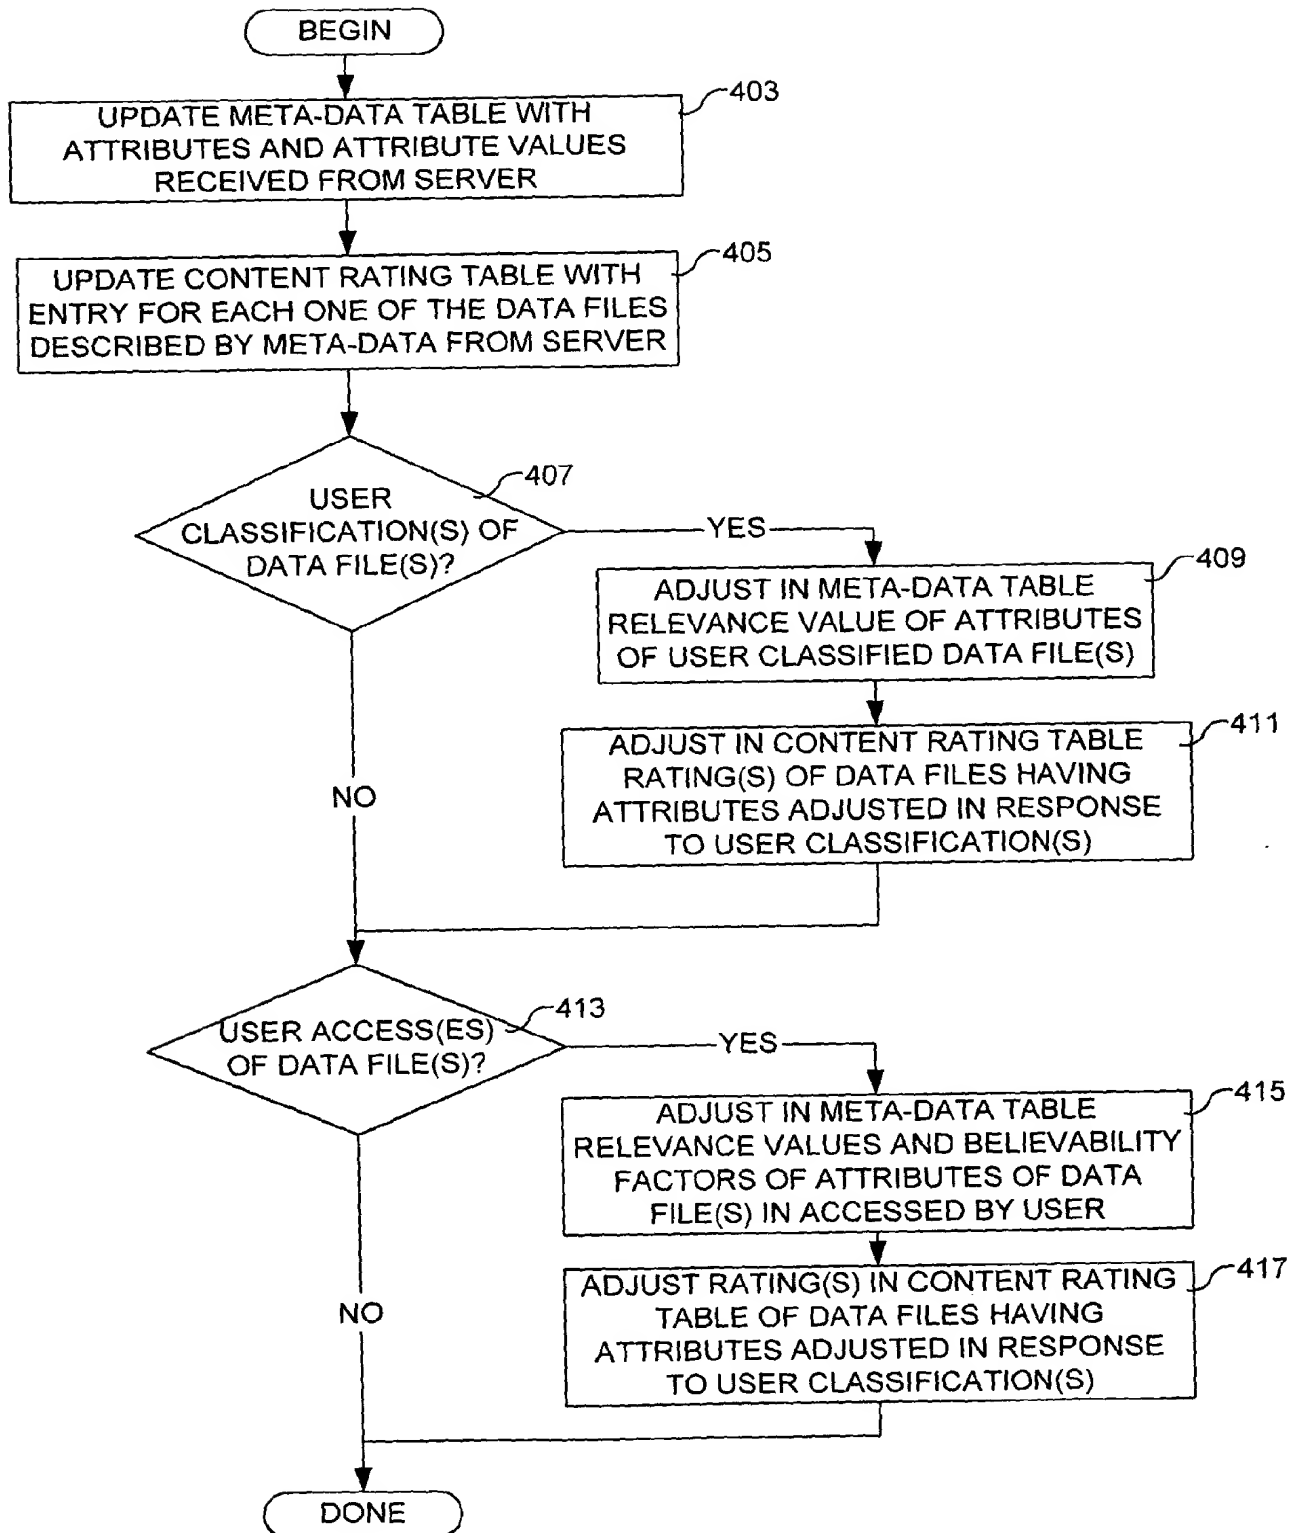 BEGIN
403
UPDATE META-DATA TABLE WITH
ATTRIBUTES AND ATTRIBUTE VALUES
RECEIVED FROM SERVER
405
UPDATE CONTENT RATING TABLE WITH
ENTRY FOR EACH ONE OF THE DATA FILES
DESCRIBED BY META-DATA FROM SERVER
407
USER
CLASSIFICATION(S) OF
DATA FILE(S)?
YES
409
ADJUST IN META-DATA TABLE
RELEVANCE VALUE OF ATTRIBUTES
OF USER CLASSIFIED DATA FILE(S)
411
ADJUST IN CONTENT RATING TABLE
RATING(S) OF DATA FILES HAVING
ATTRIBUTES ADJUSTED IN RESPONSE
TO USER CLASSIFICATION(S)
NO
413
USER ACCESS(ES)
OF DATA FILE(S)?
YES
415
ADJUST IN META-DATA TABLE
RELEVANCE VALUES AND BELIEVABILITY
FACTORS OF ATTRIBUTES OF DATA
FILE(S) IN ACCESSED BY USER
417
ADJUST RATING(S) IN CONTENT RATING
TABLE OF DATA FILES HAVING
ATTRIBUTES ADJUSTED IN RESPONSE
TO USER CLASSIFICATION(S)
NO
DONE